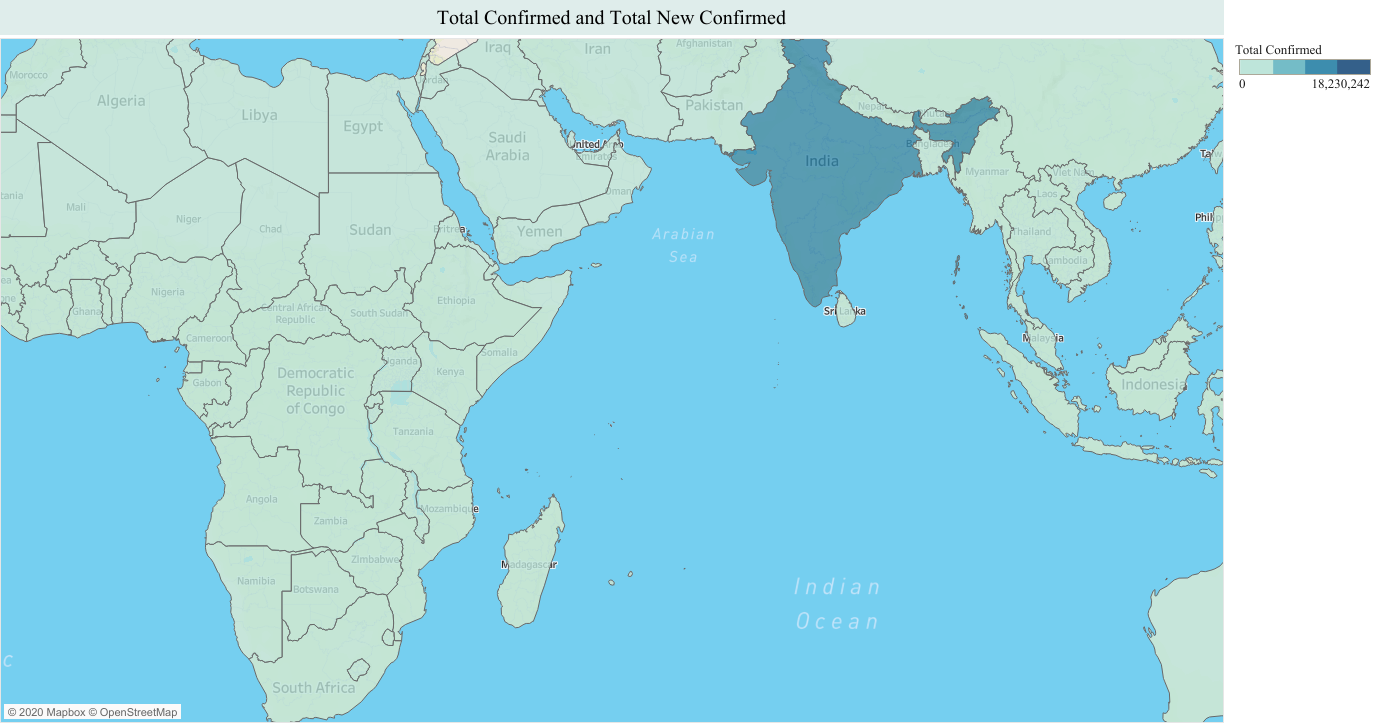 Total Confirmed and Total New Confirmed
Total Confirmed
0
18,230,242
Morocco
Algeria
Libya
Egypt
Jordan
Iraq
Iran
Afghanistan
Pakistan
Nepal
Saudi
Arabia
United Arab
Emirates
Oman
Yemen
India
Bangladesh
Myanmar
Viet Nam
Laos
Thailand
Cambodia
Taiw
Philipp
tania
Mali
Niger
Chad
Sudan
Eritrea
Arabian
Sea
Nigeria
Ghana
Central African
Republic
South Sudan
Ethiopia
Cameroon
Somalia
Sri Lanka
Malaysia
Indonesia
Gabon
Democratic
Republic
of Congo
Uganda
Kenya
Tanzania
Angola
Zambia
Mozambique
Madagascar
Zimbabwe
Namibia
Botswana
South Africa
Indian
Ocean
c
© 2020 Mapbox © OpenStreetMap